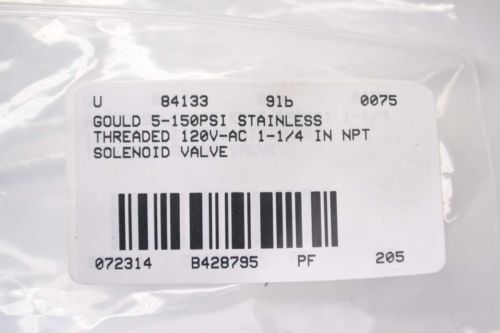 U 84133 9lb 0075
GOULD 5-150PSI STAINLESS
THREADED 120V-AC 1-1/4 IN NPT
SOLENOID VALVE
072314 B428795 PF 205